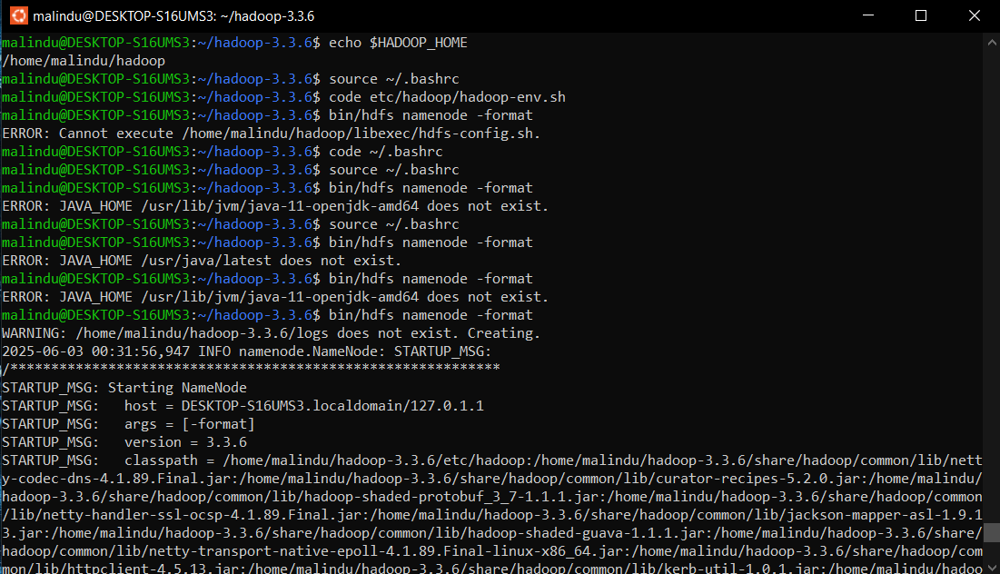 malindu@DESKTOP-S16UMS3: ~/hadoop-3.3.6
malindu@DESKTOP-S16UMS3:~/hadoop-3.3.6$ echo $HADOOP_HOME
/home/malindu/hadoop
malindu@DESKTOP-S16UMS3:~/hadoop-3.3.6$ source ~/.bashrc
malindu@DESKTOP-S16UMS3:~/hadoop-3.3.6$ code etc/hadoop/hadoop-env.sh
malindu@DESKTOP-S16UMS3:~/hadoop-3.3.6$ bin/hdfs namenode -format
ERROR: Cannot execute /home/malindu/hadoop/libexec/hdfs-config.sh.
malindu@DESKTOP-S16UMS3:~/hadoop-3.3.6$ code ~/.bashrc
malindu@DESKTOP-S16UMS3:~/hadoop-3.3.6$ source ~/.bashrc
malindu@DESKTOP-S16UMS3:~/hadoop-3.3.6$ bin/hdfs namenode -format
ERROR: JAVA_HOME /usr/lib/jvm/java-11-openjdk-amd64 does not exist.
malindu@DESKTOP-S16UMS3:~/hadoop-3.3.6$ source ~/.bashrc
malindu@DESKTOP-S16UMS3:~/hadoop-3.3.6$ bin/hdfs namenode -format
ERROR: JAVA_HOME /usr/java/latest does not exist.
malindu@DESKTOP-S16UMS3:~/hadoop-3.3.6$ bin/hdfs namenode -format
ERROR: JAVA_HOME /usr/lib/jvm/java-11-openjdk-amd64 does not exist.
malindu@DESKTOP-S16UMS3:~/hadoop-3.3.6$ bin/hdfs namenode -format
WARNING: /home/malindu/hadoop-3.3.6/logs does not exist. Creating.
2025-06-03 00:31:56,947 INFO namenode.NameNode: STARTUP_MSG:
/************************************************************
STARTUP_MSG: Starting NameNode
STARTUP_MSG:   host = DESKTOP-S16UMS3.localdomain/127.0.1.1
STARTUP_MSG:   args = [-format]
STARTUP_MSG:   version = 3.3.6
STARTUP_MSG:   classpath = /home/malindu/hadoop-3.3.6/etc/hadoop:/home/malindu/hadoop-3.3.6/share/hadoop/common/lib/nett
y-codec-dns-4.1.89.Final.jar:/home/malindu/hadoop-3.3.6/share/hadoop/common/lib/curator-recipes-5.2.0.jar:/home/malindu/
hadoop-3.3.6/share/hadoop/common/lib/hadoop-shaded-protobuf_3_7-1.1.1.jar:/home/malindu/hadoop-3.3.6/share/hadoop/common
/lib/netty-handler-ssl-ocsp-4.1.89.Final.jar:/home/malindu/hadoop-3.3.6/share/hadoop/common/lib/jackson-mapper-asl-1.9.1
3.jar:/home/malindu/hadoop-3.3.6/share/hadoop/common/lib/hadoop-shaded-guava-1.1.1.jar:/home/malindu/hadoop-3.3.6/share/
hadoop/common/lib/netty-transport-native-epoll-4.1.89.Final-linux-x86_64.jar:/home/malindu/hadoop-3.3.6/share/hadoop/com
mon/lib/httpclient-4.5.13.jar:/home/malindu/hadoop-3.3.6/share/hadoop/common/lib/kerb-util-1.0.1.jar:/home/malindu/hadoo